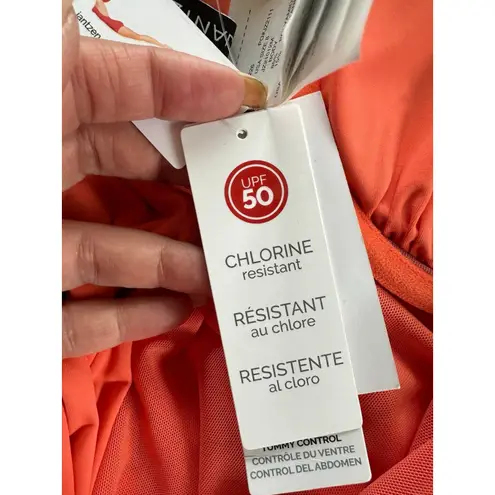 jantzen
JANTZ
UPF
50
CHLORINE
resistant
RÉSISTANT
au chlore
RESISTENTE
al cloro
TUMMY CONTROL
CONTRÔLE DU VENTRE
CONTROL DEL ABDOMEN